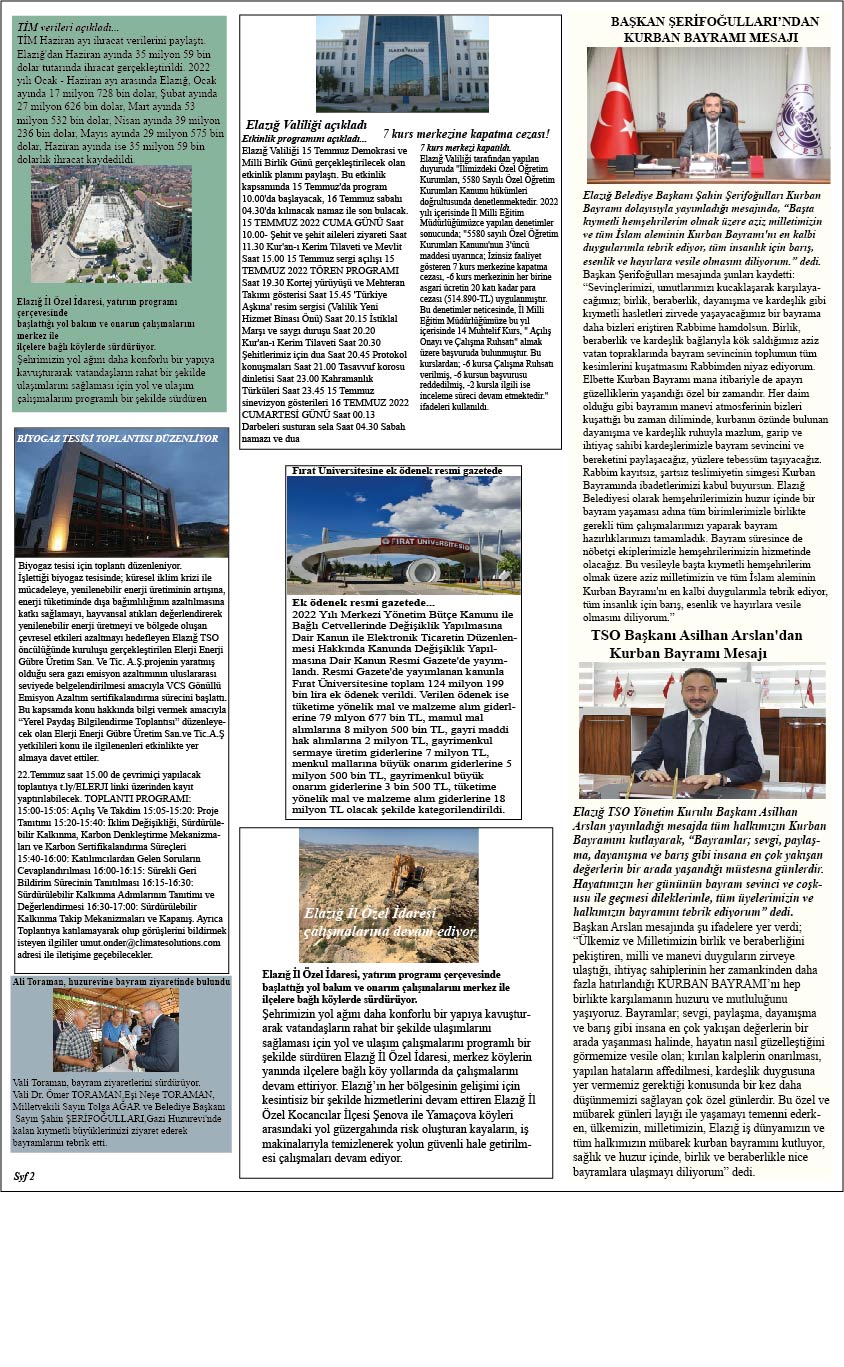 TİM verileri açıkladı...
TİM Haziran ayı ihracat verilerini paylaştı.
Elazığ'dan Haziran ayında 35 milyon 59 bin
dolar tutarında ihracat gerçekleştirildi. 2022
yılı Ocak - Haziran ayı arasında Elazığ, Ocak
ayında 17 milyon 728 bin dolar, Şubat ayında
27 milyon 626 bin dolar, Mart ayında 53
milyon 532 bin dolar, Nisan ayında 39 milyon
236 bin dolar, Mayıs ayında 29 milyon 575 bin
dolar, Haziran ayında ise 35 milyon 59 bin
dolarlık ihracat kaydedildi.
Elazığ İl Özel İdaresi, yatırım programı
çerçevesinde
başlattığı yol bakım ve onarım çalışmalarını
merkez ile
ilçelere bağlı köylerde sürdürüyor.
Şehrimizin yol ağını daha konforlu bir yapıya
kavuşturarak vatandaşların rahat bir şekilde
ulaşımlarını sağlaması için yol ve ulaşım
çalışmalarını programlı bir şekilde sürdüren
BİYOGAZ TESİSİ TOPLANTISI DÜZENLİYOR
Biyogaz tesisi için toplantı düzenleniyor.
İşlettiği biyogaz tesisinde; küresel iklim krizi ile
mücadeleye, yenilenebilir enerji üretiminin artışına,
enerji tüketiminde dışa bağımlılığının azaltılmasına
katkı sağlamayı, hayvansal atıkları değerlendirerek
yenilenebilir enerji üretmeyi ve bölgede oluşan
çevresel etkileri azaltmayı hedefleyen Elazığ TSO
öncülüğünde kuruluşu gerçekleştirilen Elerji Enerji
Gübre Üretim San. Ve Tic. A.Ş.projenin yaratmış
olduğu sera gazı emisyon azaltımının uluslararası
seviyede belgelendirilmesi amacıyla VCS Gönüllü
Emisyon Azaltım sertifikalandırma sürecini başlattı.
Bu kapsamda konu hakkında bilgi vermek amacıyla
“Yerel Paydaş Bilgilendirme Toplantısı” düzenleye-
cek olan Elerji Enerji Gübre Üretim San.ve Tic.A.Ş
yetkilileri konu ile ilgilenenleri etkinlikte yer
almaya davet ettiler.
22.Temmuz saat 15.00 de çevrimiçi yapılacak
toplantıya t.ly/ELERJI linki üzerinden kayıt
yaptırılabilecek. TOPLANTI PROGRAMI:
15:00-15:05: Açılış Ve Takdim 15:05-15:20: Proje
Tanıtımı 15:20-15:40: İklim Değişikliği, Sürdürüle-
bilir Kalkınma, Karbon Denkleştirme Mekanizma-
ları ve Karbon Sertifikalandırma Süreçleri
15:40-16:00: Katılımcılardan Gelen Soruların
Cevaplandırılması 16:00-16:15: Sürekli Geri
Bildirim Sürecinin Tanıtılması 16:15-16:30:
Sürdürülebilir Kalkınma Adımlarının Tanıtımı ve
Değerlendirmesi 16:30-17:00: Sürdürülebilir
Kalkınma Takip Mekanizmaları ve Kapanış. Ayrıca
Toplantıya katılamayarak olup görüşlerini bildirmek
isteyen ilgililer umut.onder@climatesolutions.com
adresi ile iletişime geçebilecekler.
Ali Toraman, huzurevine bayram ziyaretinde bulundu
Vali Toraman, bayram ziyaretlerini sürdürüyor.
Vali Dr. Ömer TORAMAN,Eşi Neşe TORAMAN,
Milletvekili Sayın Tolga AĞAR ve Belediye Başkanı
Sayın Şahin ŞERİFOĞULLARI,Gazi Huzurevi'nde
kalan kıymetli büyüklerimizi ziyaret ederek
bayramlarını tebrik etti.
Syf 2
ELAZIĞ VALİLİĞİ
Elazığ Valiliği açıkladı
Etkinlik programını açıkladı...
Elazığ Valiliği 15 Temmuz Demokrasi ve
Milli Birlik Günü gerçekleştirilecek olan
etkinlik planını paylaştı. Bu etkinlik
kapsamında 15 Temmuz'da program
10.00'da başlayacak, 16 Temmuz sabahı
04.30'da kılınacak namaz ile son bulacak.
15 TEMMUZ 2022 CUMA GÜNÜ Saat
10.00- Şehit ve şehit aileleri ziyareti Saat
11.30 Kur'an-ı Kerim Tilaveti ve Mevlit
Saat 15.00 15 Temmuz sergi açılışı 15
TEMMUZ 2022 TÖREN PROGRAMI
Saat 19.30 Kortej yürüyüşü ve Mehteran
Takımı gösterisi Saat 15.45 'Türkiye
Aşkına' resim sergisi (Valilik Yeni
Hizmet Binası Önü) Saat 20.15 İstiklal
Marşı ve saygı duruşu Saat 20.20
Kur'an-ı Kerim Tilaveti Saat 20.30
Şehitlerimiz için dua Saat 20.45 Protokol
konuşmaları Saat 21.00 Tasavvuf korosu
dinletisi Saat 23.00 Kahramanlık
Türküleri Saat 23.45 15 Temmuz
sinevizyon gösterileri 16 TEMMUZ 2022
CUMARTESİ GÜNÜ Saat 00.13
Darbeleri susturan sela Saat 04.30 Sabah
namazı ve dua
7 kurs merkezine kapatma cezası!
7 kurs merkezi kapatıldı.
Elazığ Valiliği tarafından yapılan
duyuruda "İlimizdeki Özel Öğretim
Kurumları, 5580 Sayılı Özel Öğretim
Kurumları Kanunu hükümleri
doğrultusunda denetlenmektedir. 2022
yılı içerisinde İl Milli Eğitim
Müdürlüğümüzce yapılan denetimler
sonucunda; "5580 sayılı Özel Öğretim
Kurumları Kanunu'nun 3'üncü
maddesi uyarınca; İzinsiz faaliyet
gösteren 7 kurs merkezine kapatma
cezası, -6 kurs merkezinin her birine
asgari ücretin 20 katı kadar para
cezası (514.890-TL) uygulanmıştır.
Bu denetimler neticesinde, İl Milli
Eğitim Müdürlüğümüze bu yıl
içerisinde 14 Muhtelif Kurs, " Açılış
Onayı ve Çalışma Ruhsatı" almak
üzere başvuruda bulunmuştur. Bu
kurslardan; -6 kursa Çalışma Ruhsatı
verilmiş, -6 kursun başvurusu
reddedilmiş, -2 kursla ilgili ise
inceleme süreci devam etmektedir."
ifadeleri kullanıldı.
Fırat Üniversitesine ek ödenek resmi gazetede
FIRAT ÜNİVERSİTESİ
Ek ödenek resmi gazetede...
2022 Yılı Merkezi Yönetim Bütçe Kanunu ile
Bağlı Cetvellerinde Değişiklik Yapılmasına
Dair Kanun ile Elektronik Ticaretin Düzenlen-
mesi Hakkında Kanunda Değişiklik Yapıl-
masına Dair Kanun Resmi Gazete'de yayım-
landı. Resmi Gazete'de yayımlanan kanunla
Fırat Üniversitesine toplam 124 milyon 199
bin lira ek ödenek verildi. Verilen ödenek ise
tüketime yönelik mal ve malzeme alım giderl-
erine 79 mlyon 677 bin TL, mamul mal
alımlarına 8 milyon 500 bin TL, gayri maddi
hak alımlarına 2 milyon TL, gayrimenkul
sermaye üretim giderlerine 7 milyon TL,
menkul mallarına büyük onarım giderlerine 5
milyon 500 bin TL, gayrimenkul büyük
onarım giderlerine 3 bin 500 TL, tüketime
yönelik mal ve malzeme alım giderlerine 18
milyon TL olacak şekilde kategorilendirildi.
Elazığ İl Özel İdaresi
çalışmalarına devam ediyor
Elazığ İl Özel İdaresi, yatırım programı çerçevesinde
başlattığı yol bakım ve onarım çalışmalarını merkez ile
ilçelere bağlı köylerde sürdürüyor.
Şehrimizin yol ağını daha konforlu bir yapıya kavuştur-
arak vatandaşların rahat bir şekilde ulaşımlarını
sağlaması için yol ve ulaşım çalışmalarını programlı bir
şekilde sürdüren Elazığ İl Özel İdaresi, merkez köylerin
yanında ilçelere bağlı köy yollarında da çalışmalarını
devam ettiriyor. Elazığ’ın her bölgesinin gelişimi için
kesintisiz bir şekilde hizmetlerini devam ettiren Elazığ İl
Özel Kocancılar İlçesi Şenova ile Yamaçova köyleri
arasındaki yol güzergahında risk oluşturan kayaların, iş
makinalarıyla temizlenerek yolun güvenli hale getirilm-
esi çalışmaları devam ediyor.
BAŞKAN ŞERİFOĞULLARI’NDAN
KURBAN BAYRAMI MESAJI
Elazığ Belediye Başkanı Şahin Şerifoğulları Kurban
Bayramı dolayısıyla yayımladığı mesajında, “Başta
kıymetli hemşehrilerim olmak üzere aziz milletimizin
ve tüm İslam aleminin Kurban Bayramı'nı en kalbi
duygularımla tebrik ediyor, tüm insanlık için barış,
esenlik ve hayırlara vesile olmasını diliyorum.” dedi.
Başkan Şerifoğulları mesajında şunları kaydetti:
“Sevinçlerimizi, umutlarımızı kucaklaşarak karşılaya-
cağımız; birlik, beraberlik, dayanışma ve kardeşlik gibi
kıymetli hasletleri zirvede yaşayacağımız bir bayrama
daha bizleri eriştiren Rabbime hamdolsun. Birlik,
beraberlik ve kardeşlik bağlarıyla kök saldığımız aziz
vatan topraklarında bayram sevincinin toplumun tüm
kesimlerini kuşatmasını Rabbimden niyaz ediyorum.
Elbette Kurban Bayramı mana itibariyle de apayrı
güzelliklerin yaşandığı özel bir zamandır. Her daim
olduğu gibi bayramın manevi atmosferinin bizleri
kuşattığı bu zaman diliminde, kurbanın özünde bulunan
dayanışma ve kardeşlik ruhuyla mazlum, garip ve
ihtiyaç sahibi kardeşlerimizle bayram sevincini ve
bereketini paylaşacağız, yüzlere tebessüm taşıyacağız.
Rabbim kayıtsız, şartsız teslimiyetin simgesi Kurban
Bayramında ibadetlerimizi kabul buyursun. Elazığ
Belediyesi olarak hemşehrilerimizin huzur içinde bir
bayram yaşaması adına tüm birimlerimizle birlikte
gerekli tüm çalışmalarımızı yaparak bayram
hazırlıklarımızı tamamladık. Bayram süresince de
nöbetçi ekiplerimizle hemşehrilerimizin hizmetinde
olacağız. Bu vesileyle başta kıymetli hemşehrilerim
olmak üzere aziz milletimizin ve tüm İslam aleminin
Kurban Bayramı'nı en kalbi duygularımla tebrik ediyor,
tüm insanlık için barış, esenlik ve hayırlara vesile
olmasını diliyorum.”
TSO Başkanı Asilhan Arslan'dan
Kurban Bayramı Mesajı
Elazığ TSO Yönetim Kurulu Başkanı Asilhan
Arslan yayınladığı mesajda tüm halkımızın Kurban
Bayramını kutlayarak, “Bayramlar; sevgi, paylaş-
ma, dayanışma ve barış gibi insana en çok yakışan
değerlerin bir arada yaşandığı müstesna günlerdir.
Hayatımızın her gününün bayram sevinci ve coşk-
usu ile geçmesi dileklerimle, tüm üyelerimizin ve
halkımızın bayramını tebrik ediyorum” dedi.
Başkan Arslan mesajında şu ifadelere yer verdi;
“Ülkemiz ve Milletimizin birlik ve beraberliğini
pekiştiren, milli ve manevi duyguların zirveye
ulaştığı, ihtiyaç sahiplerinin her zamankinden daha
fazla hatırlandığı KURBAN BAYRAMI’nı hep
birlikte karşılamanın huzuru ve mutluluğunu
yaşıyoruz. Bayramlar; sevgi, paylaşma, dayanışma
ve barış gibi insana en çok yakışan değerlerin bir
arada yaşanması halinde, hayatın nasıl güzelleştiğini
görmemize vesile olan; kırılan kalplerin onarılması,
yapılan hataların affedilmesi, kardeşlik duygusuna
yer vermemiz gerektiği konusunda bir kez daha
düşünmemizi sağlayan çok özel günlerdir. Bu özel ve
mübarek günleri layığı ile yaşamayı temenni ederk-
en, ülkemizin, milletimizin, Elazığ iş dünyamızın ve
tüm halkımızın mübarek kurban bayramını kutluyor,
sağlık ve huzur içinde, birlik ve beraberlikle nice
bayramlara ulaşmayı diliyorum” dedi.